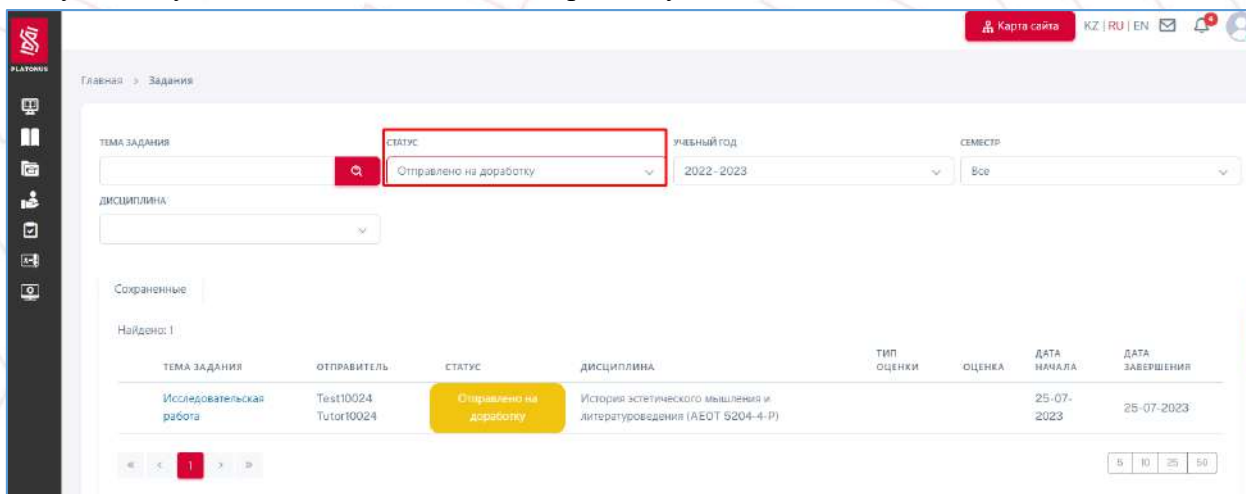 Карта сайта KZ | RU | EN 4
PLATONUS
Главная > Задания
ТЕМА ЗАДАНИЯ СТАТУС УЧЕБНЫЙ ГОД СЕМЕСТР
Отправлено на доработку 2022-2023 Все
ДИСЦИПЛИНА
Сохраненные
Найдено: 1
ТЕМА ЗАДАНИЯ ОТПРАВИТЕЛЬ СТАТУС ДИСЦИПЛИНА ТИП ОЦЕНКИ ОЦЕНКА ДАТА НАЧАЛА ДАТА ЗАВЕРШЕНИЯ
Исследовательская Test10024 Отправлено на История эстетического мышления и 25-07-
работа Tutor10024 доработку литературоведения (AEOT 5204-4-P) 2023 25-07-2023
« < 1 > » 5 10 25 50